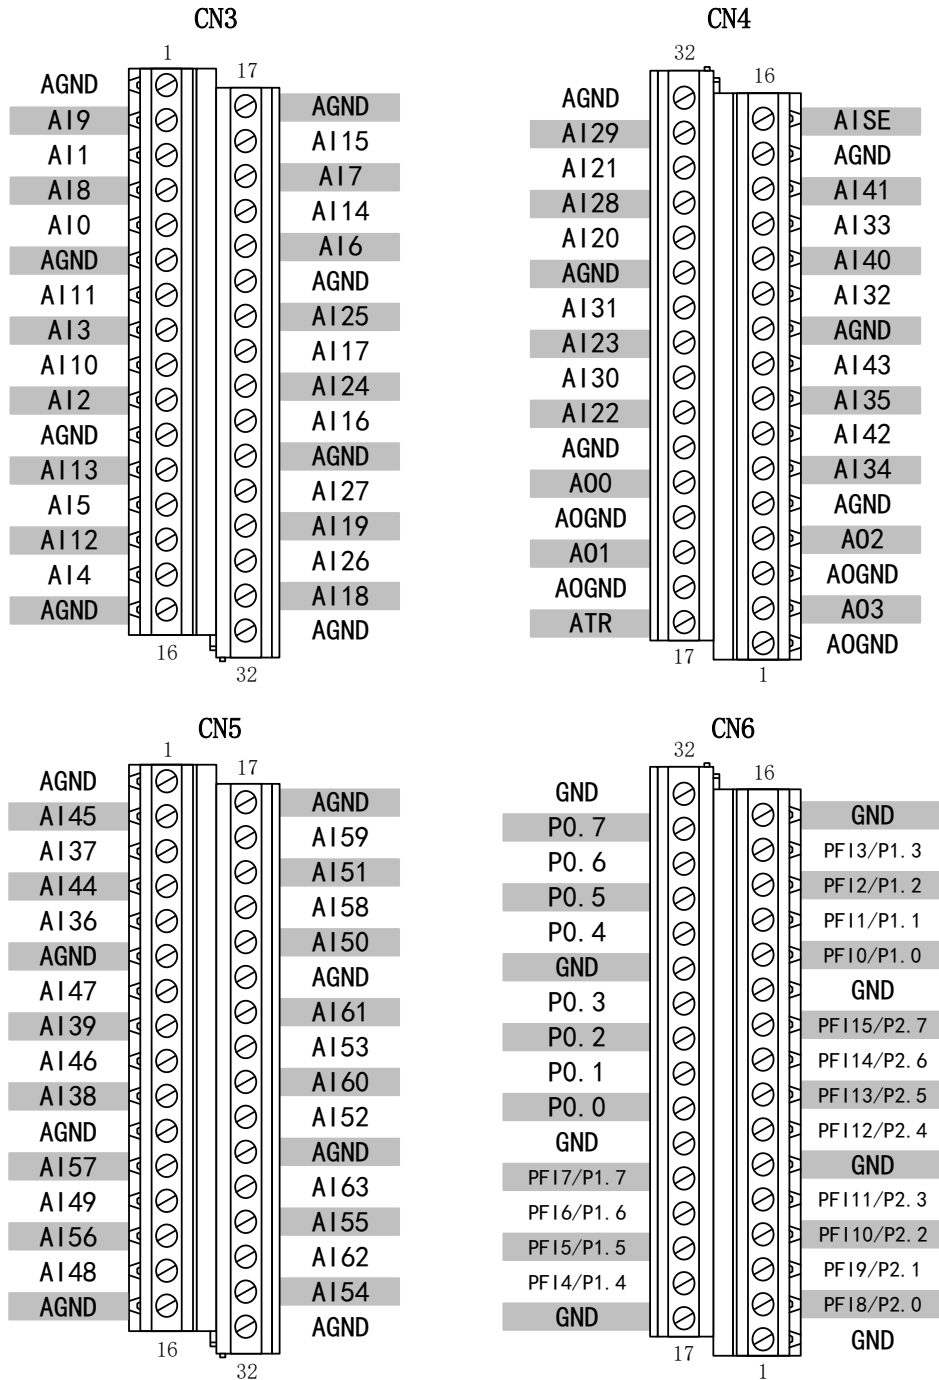 CN3
1
17
AGND
AI9
AI1
AI8
AI0
AGND
AI11
AI3
AI10
AI2
AGND
AI13
AI5
AI12
AI4
AGND
AGND
AI15
AI7
AI14
AI6
AGND
AI25
AI17
AI24
AI16
AGND
AI27
AI19
AI26
AI18
AGND
16
32
CN4
32
16
AGND
AI29
AI21
AI28
AI20
AGND
AI31
AI23
AI30
AI22
AGND
AO0
AOGND
AO1
AOGND
ATR
AISE
AGND
AI41
AI33
AI40
AI32
AGND
AI43
AI35
AI42
AI34
AGND
AO2
AOGND
AO3
AOGND
17
1
CN5
1
17
AGND
AI45
AI37
AI44
AI36
AGND
AI47
AI39
AI46
AI38
AGND
AI57
AI49
AI56
AI48
AGND
AGND
AI59
AI51
AI58
AI50
AGND
AI61
AI53
AI60
AI52
AGND
AI63
AI55
AI62
AI54
AGND
16
32
CN6
32
16
GND
P0.7
P0.6
P0.5
P0.4
GND
P0.3
P0.2
P0.1
P0.0
GND
PFI7/P1.7
PFI6/P1.6
PFI5/P1.5
PFI4/P1.4
GND
GND
PFI3/P1.3
PFI2/P1.2
PFI1/P1.1
PFI0/P1.0
GND
PFI15/P2.7
PFI14/P2.6
PFI13/P2.5
PFI12/P2.4
GND
PFI11/P2.3
PFI10/P2.2
PFI9/P2.1
PFI8/P2.0
GND
17
1